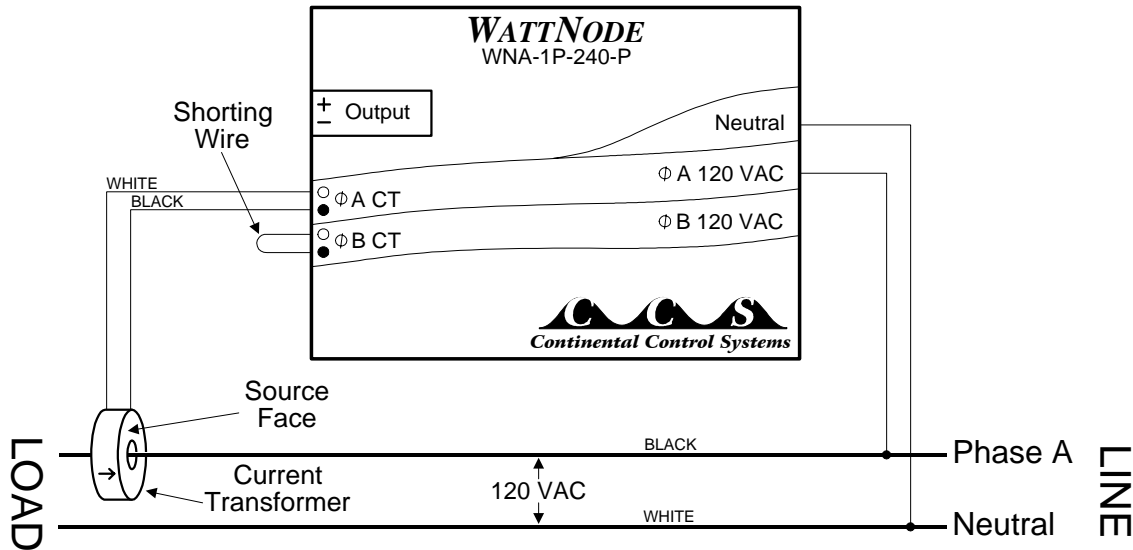 WATTNODE
WNA-1P-240-P
+
−
Output
Neutral
Shorting
Wire
WHITE
BLACK
ϕ A CT
ϕ A 120 VAC
ϕ B CT
ϕ B 120 VAC
C C S
Continental Control Systems
Source
Face
LOAD
BLACK
Phase A
LINE
Current
Transformer
120 VAC
WHITE
Neutral